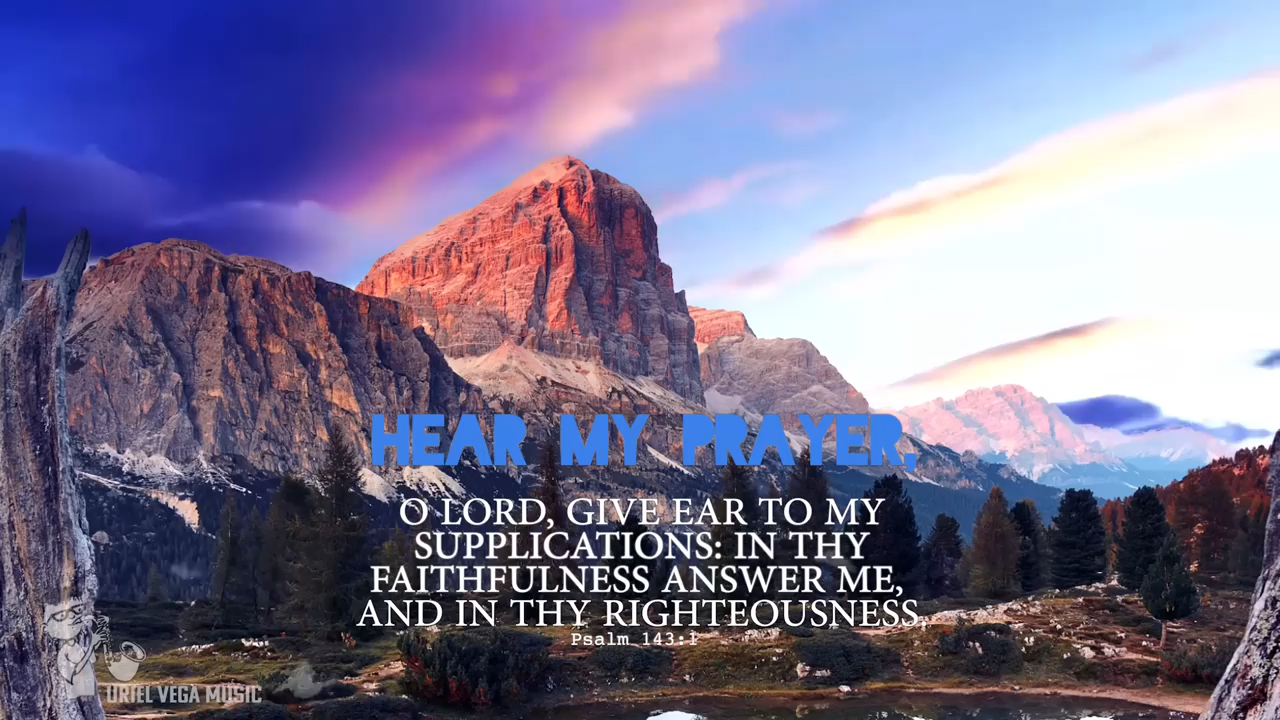 HEAR MY PRAYER,
O LORD, GIVE EAR TO MY
SUPPLICATIONS: IN THY
FAITHFULNESS ANSWER ME,
AND IN THY RIGHTEOUSNESS.
Psalm 143:1
URIEL VEGA MUSIC